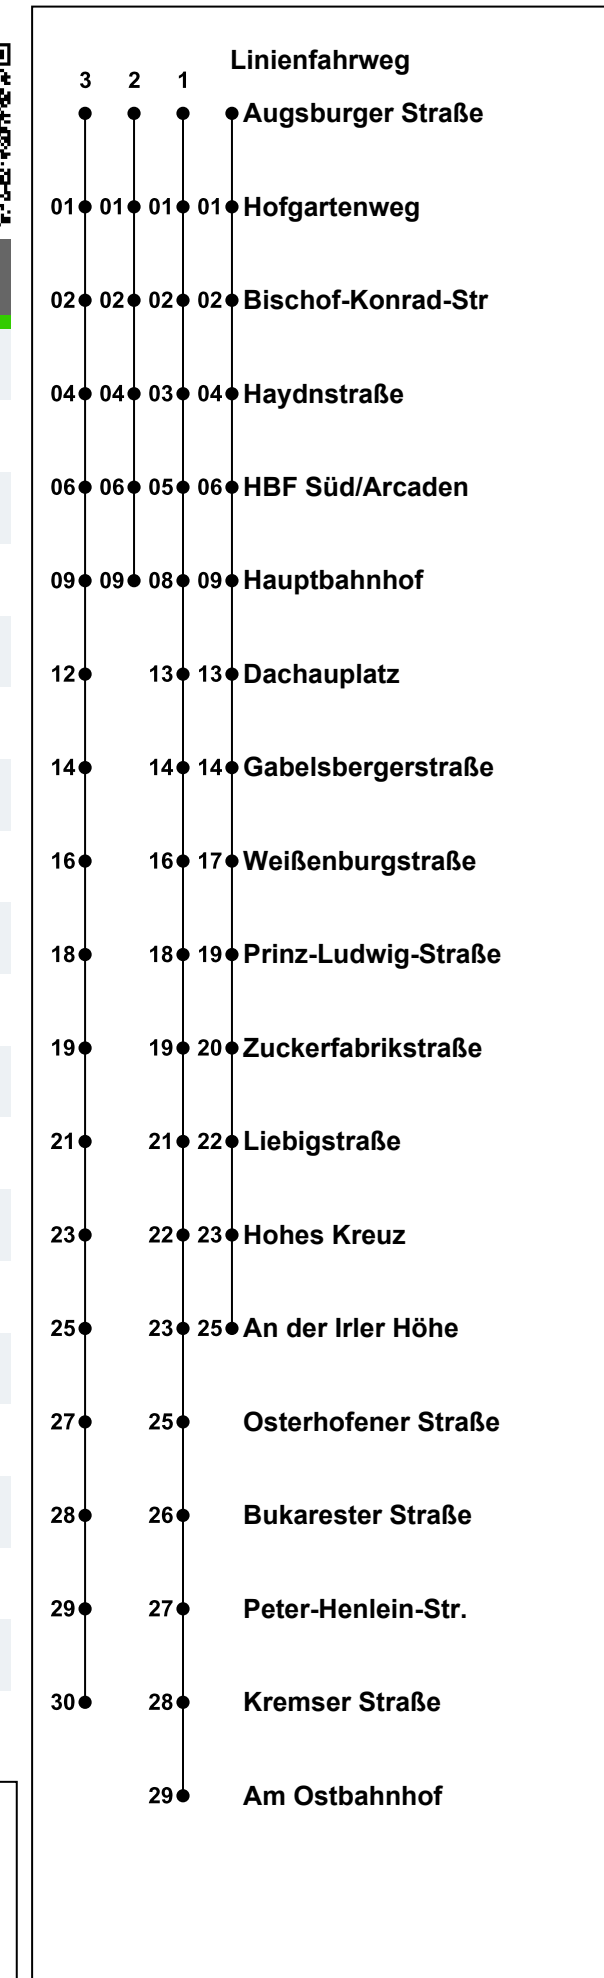 Linienfahrweg
3 2 1
Augsburger Straße
01 01 01 01 Hofgartenweg
02 02 02 02 Bischof-Konrad-Str
04 04 03 04 Haydnstraße
06 06 05 06 HBF Süd/Arcaden
09 09 08 09 Hauptbahnhof
12 13 13 Dachauplatz
14 14 14 Gabelsbergerstraße
16 16 17 Weißenburgstraße
18 18 19 Prinz-Ludwig-Straße
19 19 20 Zuckerfabrikstraße
21 21 22 Liebigstraße
23 22 23 Hohes Kreuz
25 23 25 An der Irler Höhe
27 25 Osterhofener Straße
28 26 Bukarester Straße
29 27 Peter-Henlein-Str.
30 28 Kremser Straße
29 Am Ostbahnhof